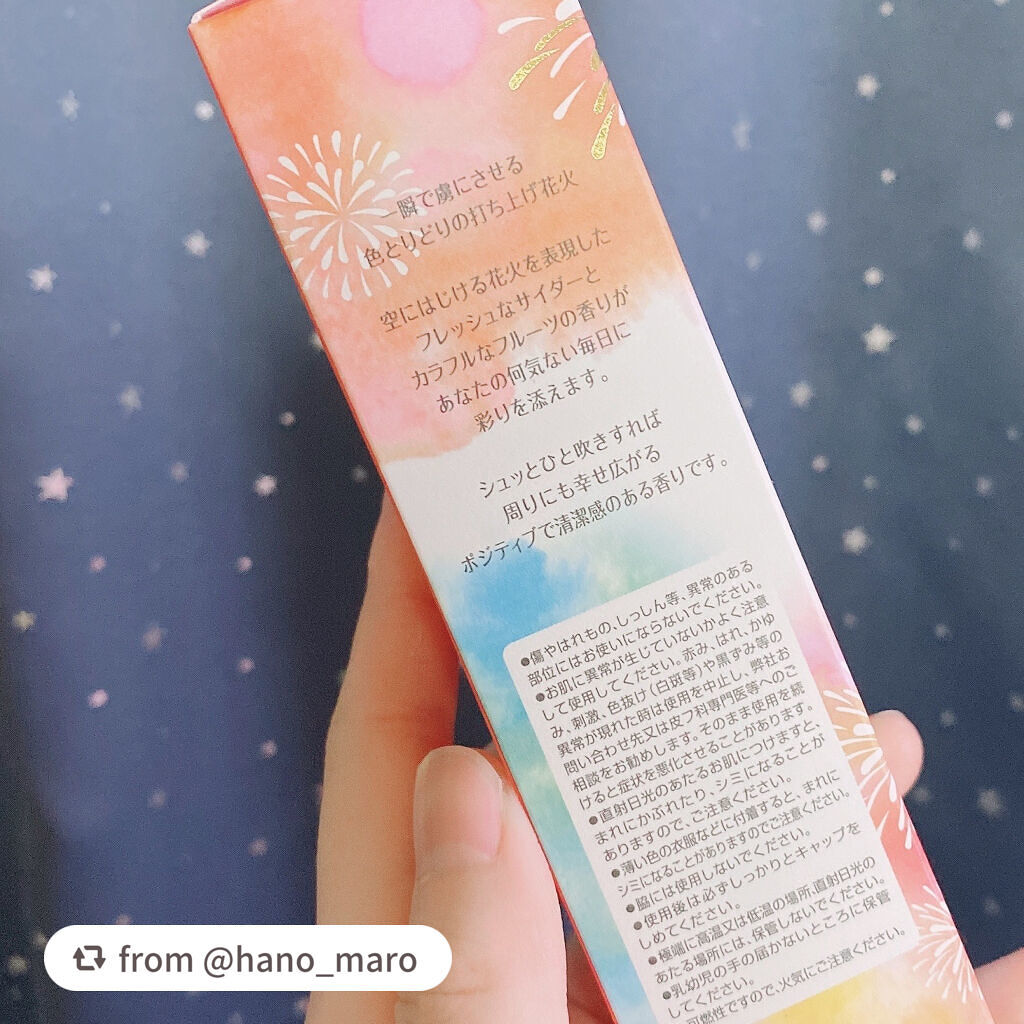 一瞬で虜にさせる
色とりどりの打ち上げ花火
空にはじける花火を表現した
フレッシュなサイダーと
カラフルなフルーツの香りが
あなたの何気ない毎日に
彩りを添えます。
シュッとひと吹きすれば
周りにも幸せ広がる
ポジティブで清潔感のある香りです。
●傷やはれもの、しっしん等、異常のある
部位にはお使いにならないでください。
●お肌に異常が生じていないかよく注意
して使用してください。赤み、はれ、かゆ
み、刺激、色抜け(白斑等)や黒ずみ等の
異常が現れた時は使用を中止し、弊社お
問い合わせ先又は皮フ科専門医等へのご
相談をお勧めします。そのまま使用を続
けると症状を悪化させることがあります。
●直射日光のあたるお肌につけますと、
まれにかぶれたり、シミになることが
ありますので、ご注意ください。
●薄い色の衣服などに付着すると、まれに
シミになることがありますのでご注意ください。
●脇には使用しないでください。
●使用後は必ずしっかりとキャップを
しめてください。
●極端に高温又は低温の場所、直射日光の
あたる場所には、保管しないでください。
●乳幼児の手の届かないところに保管
してください。
可燃性ですので、火気にご注意ください。
from @hano_maro